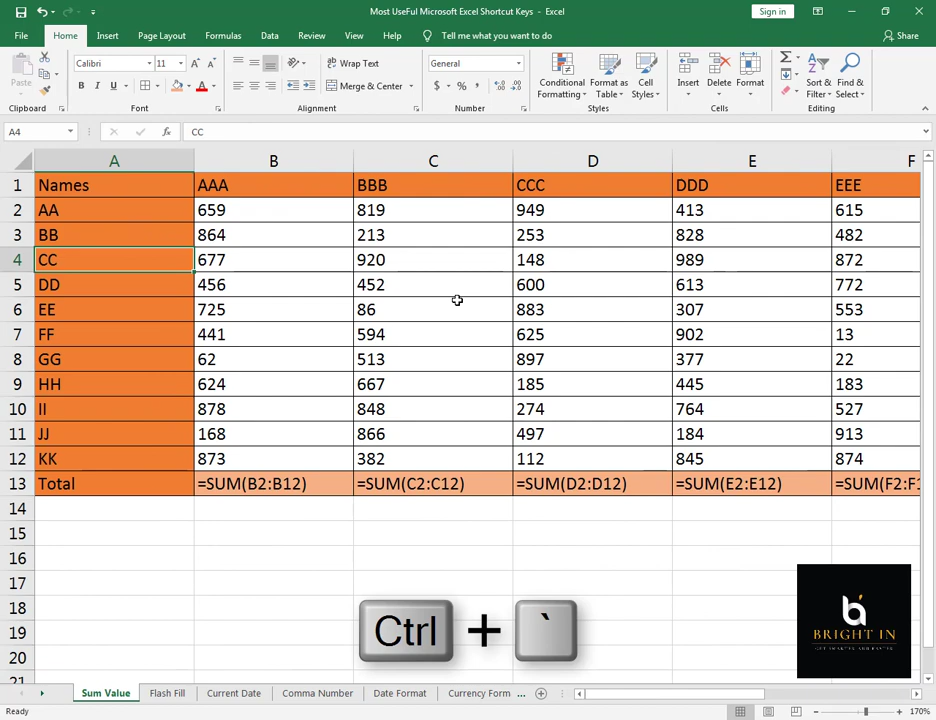 Most UseFul Microsoft Excel Shortcut Keys - Excel
Sign in
File Home Insert Page Layout Formulas Data Review View Help Tell me what you want to do Share
Paste Calibri 11 Wrap Text General Conditional Formatting Format as Table Cell Styles Insert Delete Format Sort & Filter Find & Select
B I U A Merge & Center $ % ,
Clipboard Font Alignment Number Styles Cells Editing
A4 fx CC
A B C D E F
1 Names AAA BBB CCC DDD EEE
2 AA 659 819 949 413 615
3 BB 864 213 253 828 482
4 CC 677 920 148 989 872
5 DD 456 452 600 613 772
6 EE 725 86 883 307 553
7 FF 441 594 625 902 13
8 GG 62 513 897 377 22
9 HH 624 667 185 445 183
10 II 878 848 274 764 527
11 JJ 168 866 497 184 913
12 KK 873 382 112 845 874
13 Total =SUM(B2:B12) =SUM(C2:C12) =SUM(D2:D12) =SUM(E2:E12) =SUM(F2:F1
14
15
16
17
18
19
20
21
Ctrl + `
BRIGHT IN
Sum Value Flash Fill Current Date Comma Number Date Format Currency Form ...
Ready 170%